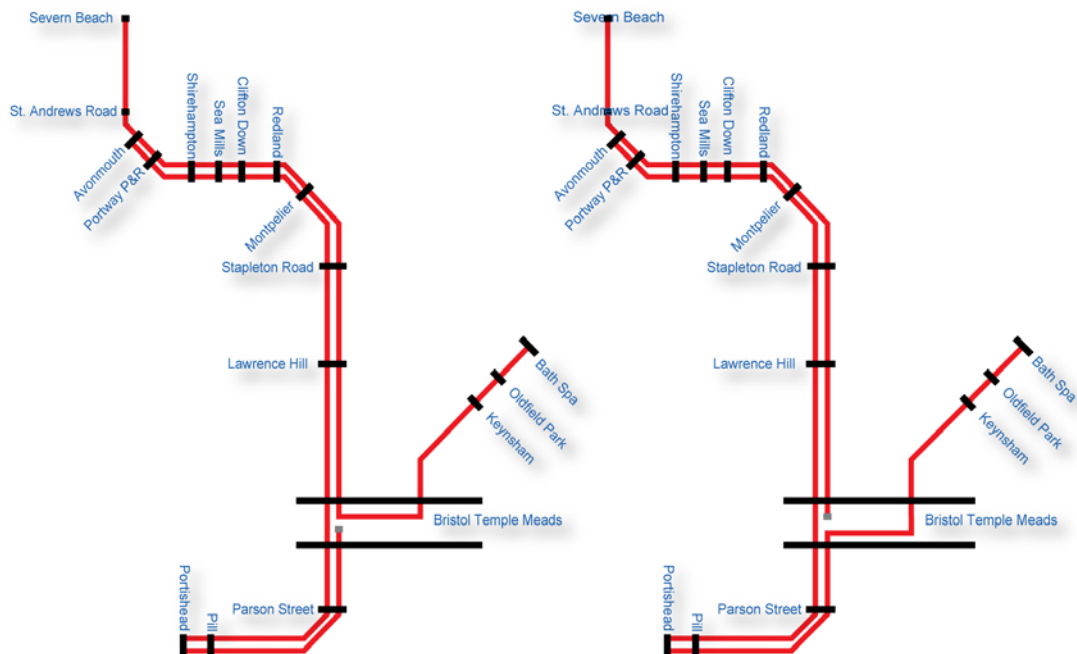 Severn Beach
St. Andrews Road
Avonmouth
Portway P&R
Shirehampton
Sea Mills
Clifton Down
Redland
Montpelier
Stapleton Road
Lawrence Hill
Bath Spa
Oldfield Park
Keynsham
Bristol Temple Meads
Parson Street
Portishead
Pill
Severn Beach
St. Andrews Road
Avonmouth
Portway P&R
Shirehampton
Sea Mills
Clifton Down
Redland
Montpelier
Stapleton Road
Lawrence Hill
Bath Spa
Oldfield Park
Keynsham
Bristol Temple Meads
Parson Street
Portishead
Pill